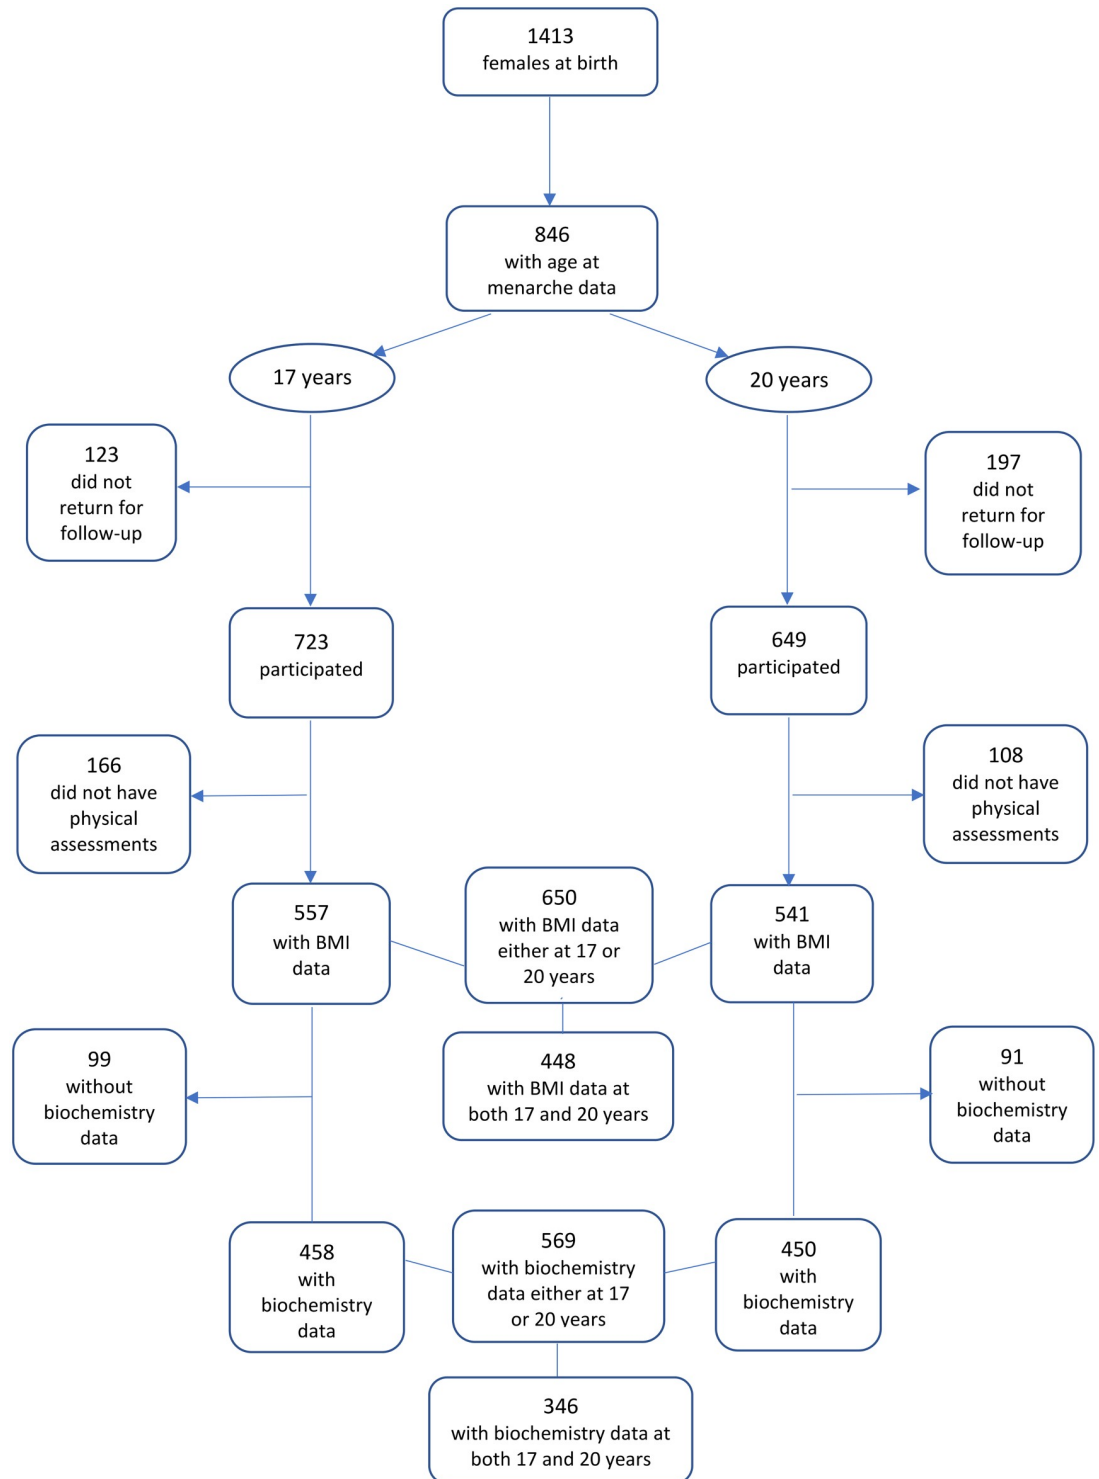 1413
females at birth
846
with age at
menarche data
17 years
20 years
123
did not
return for
follow-up
197
did not
return for
follow-up
723
participated
649
participated
166
did not have
physical
assessments
108
did not have
physical
assessments
557
with BMI
data
650
with BMI data
either at 17 or
20 years
541
with BMI
data
99
without
biochemistry
data
448
with BMI data at
both 17 and 20 years
91
without
biochemistry
data
458
with
biochemistry
data
569
with biochemistry
data either at 17
or 20 years
450
with
biochemistry
data
346
with biochemistry data at
both 17 and 20 years